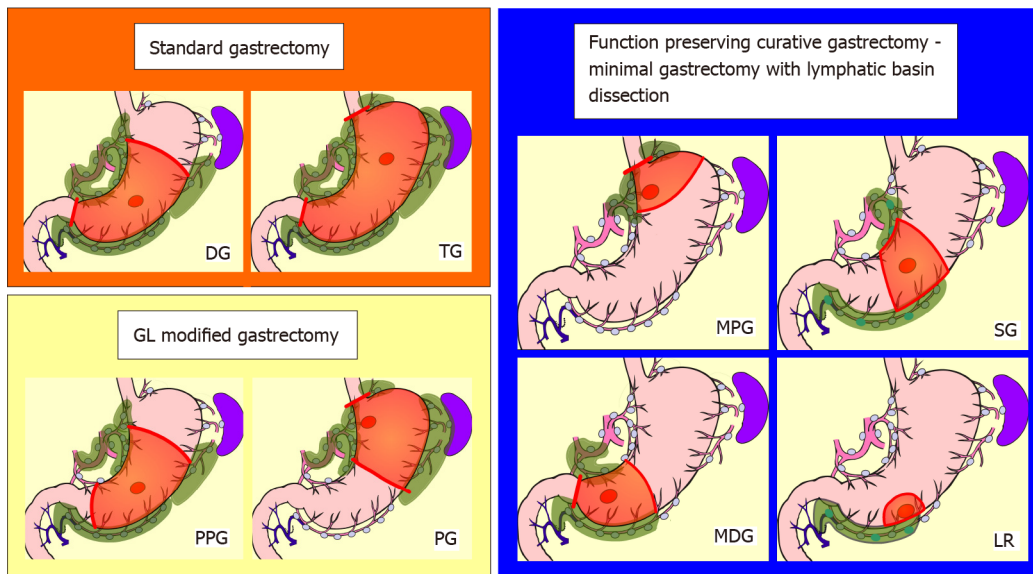 Standard gastrectomy
DG
TG
GL modified gastrectomy
PPG
PG
Function preserving curative gastrectomy -
minimal gastrectomy with lymphatic basin
dissection
MPG
SG
MDG
LR